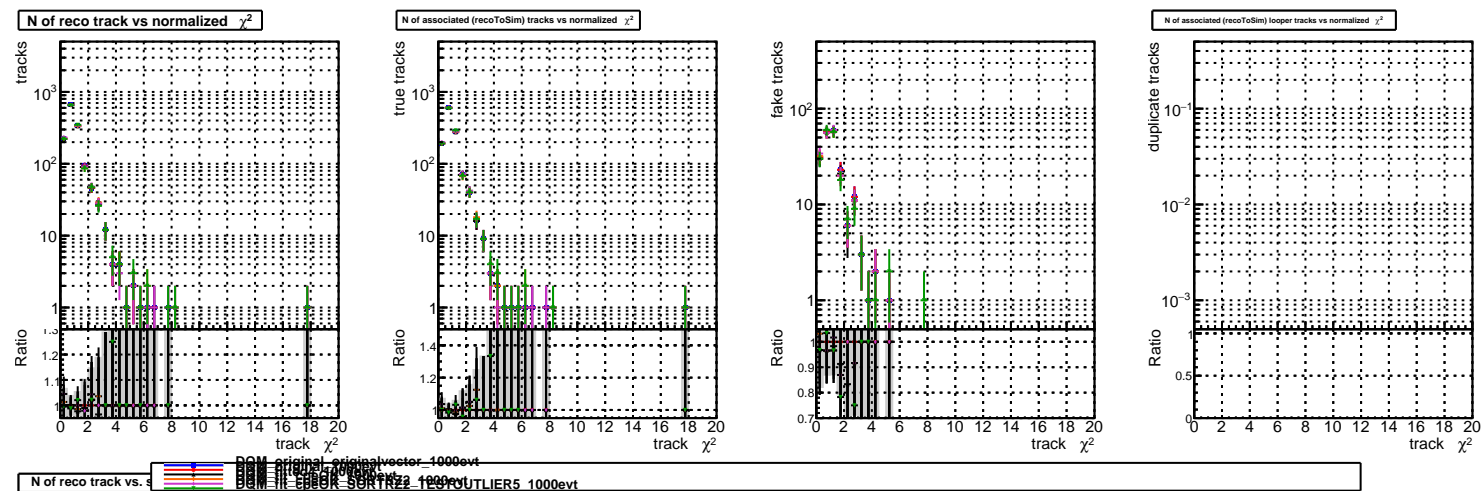 N of reco track vs normalized χ²
tracks
10³
10²
10
1
Ratio
1.3
1.2
1.1
1
0 2 4 6 8 10 12 14 16 18 20
track χ²
N of associated (recoToSim) tracks vs normalized χ²
true tracks
10³
10²
10
1
Ratio
1.4
1.2
1
0 2 4 6 8 10 12 14 16 18 20
track χ²
fake tracks
10²
10
1
Ratio
1
0.9
0.8
0.7
0 2 4 6 8 10 12 14 16 18 20
track χ²
N of associated (recoToSim) looper tracks vs normalized χ²
duplicate tracks
10⁻¹
10⁻²
10⁻³
Ratio
1
0.5
0
0 2 4 6 8 10 12 14 16 18 20
track χ²
N of reco track vs. s
DQM_original_originalvector_1000evt
DQM_fit_cpeOR_SORTRZ2_TESTOUTLIER5_1000evt